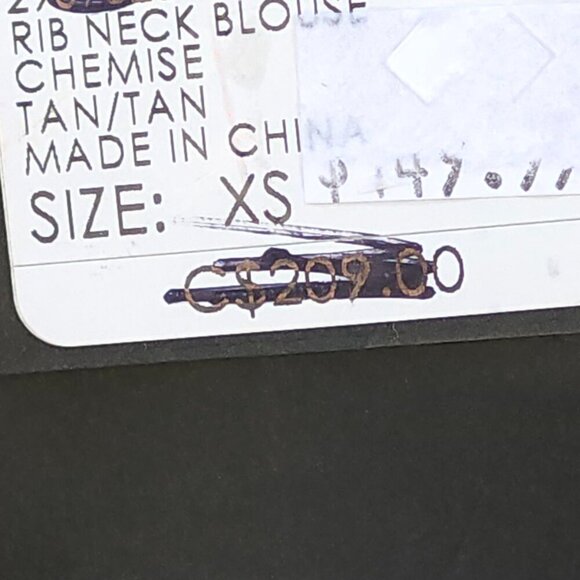 RIB NECK BLOUSE
CHEMISE
TAN/TAN
MADE IN CHINA
SIZE: XS
C$209.00